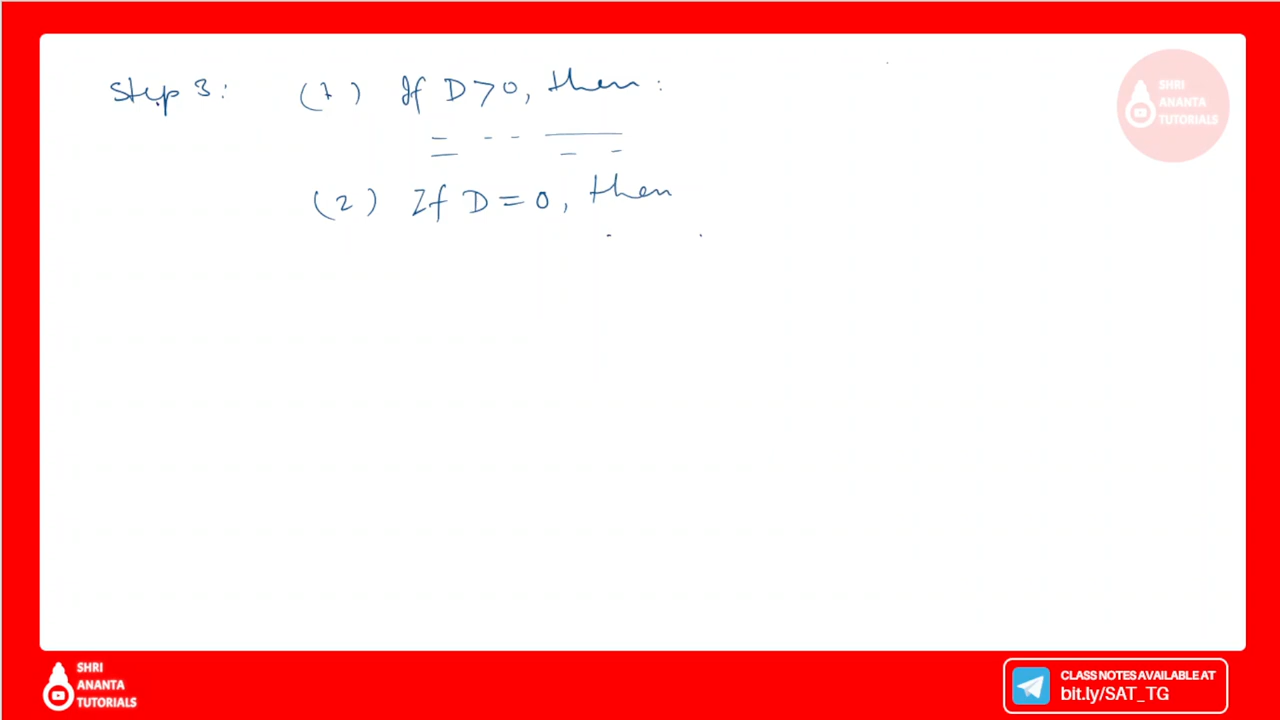 Step 3: (1) If D > 0, then :
(2) If D = 0, then
SHRI
ANANTA
TUTORIALS
SHRI
ANANTA
TUTORIALS
CLASS NOTES AVAILABLE AT
bit.ly/SAT_TG